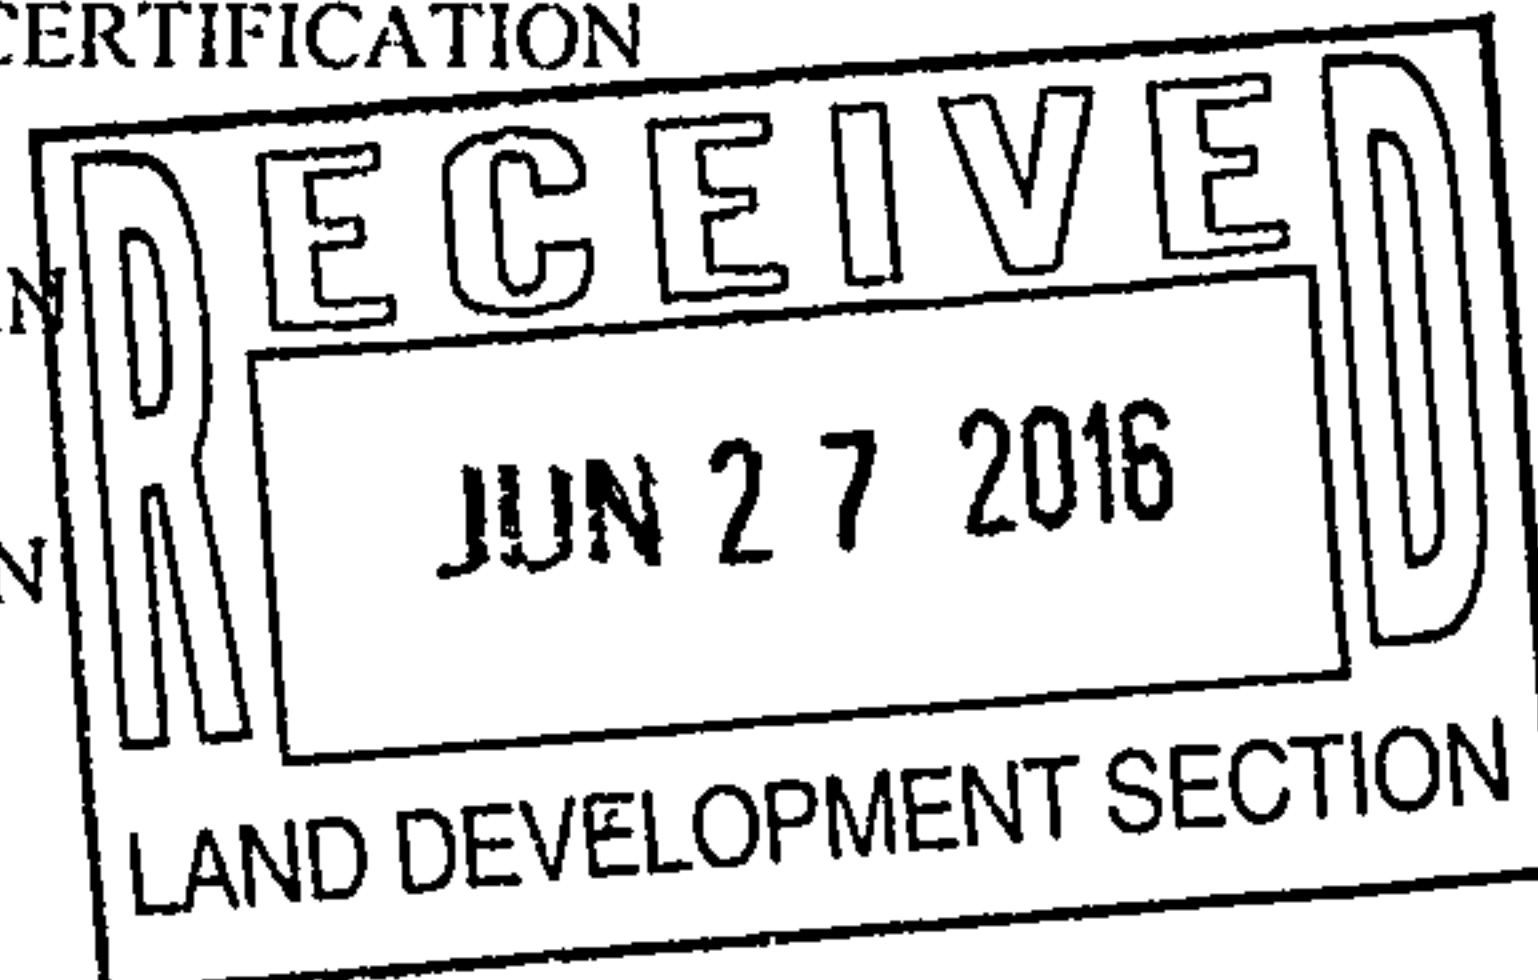 CERTIFICATION
RECEIVED
JUN 27 2016
LAND DEVELOPMENT SECTION